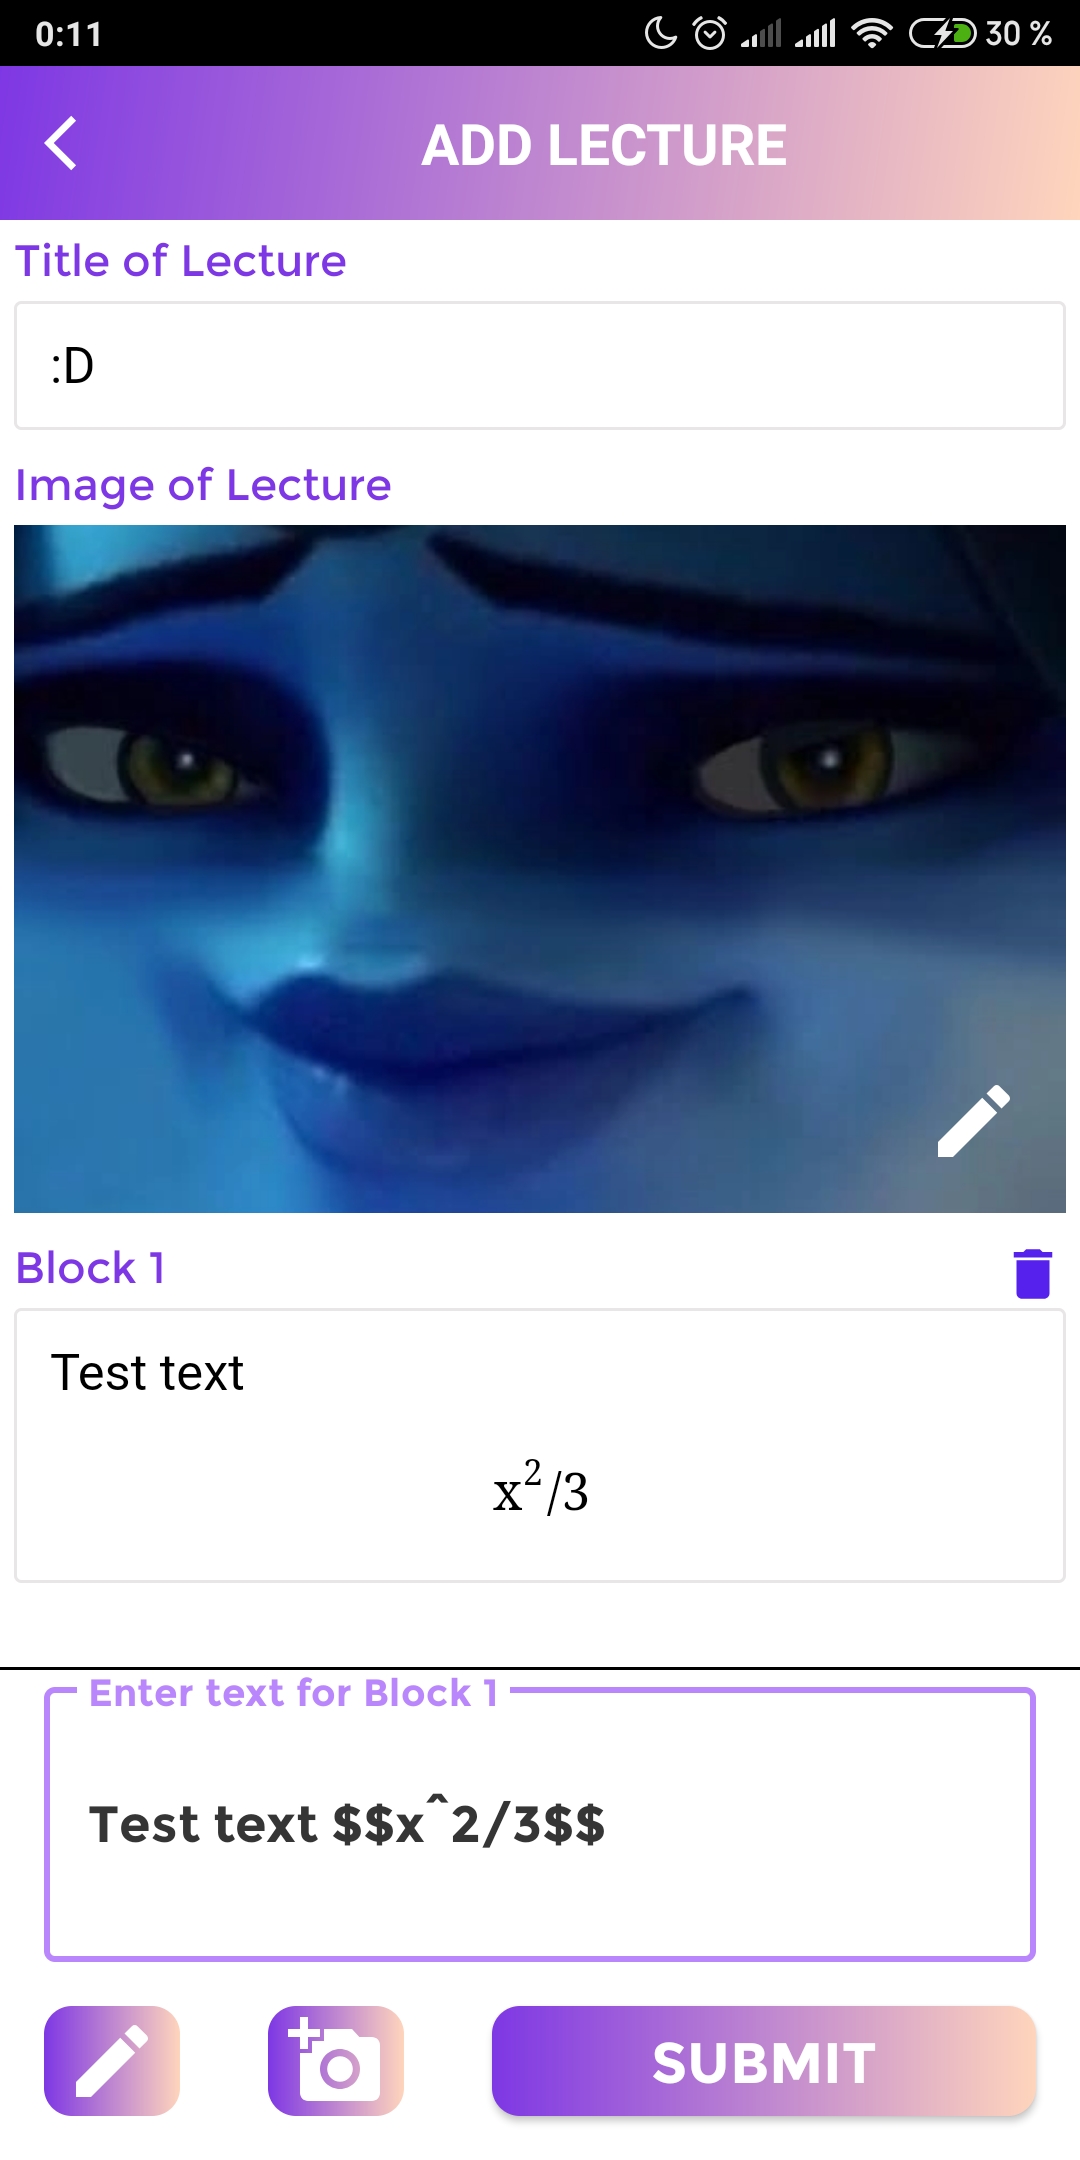 0:11 30 %
ADD LECTURE
Title of Lecture
:D
Image of Lecture
Block 1
Test text
x²/3
Enter text for Block 1
Test text $$x^2/3$$
SUBMIT